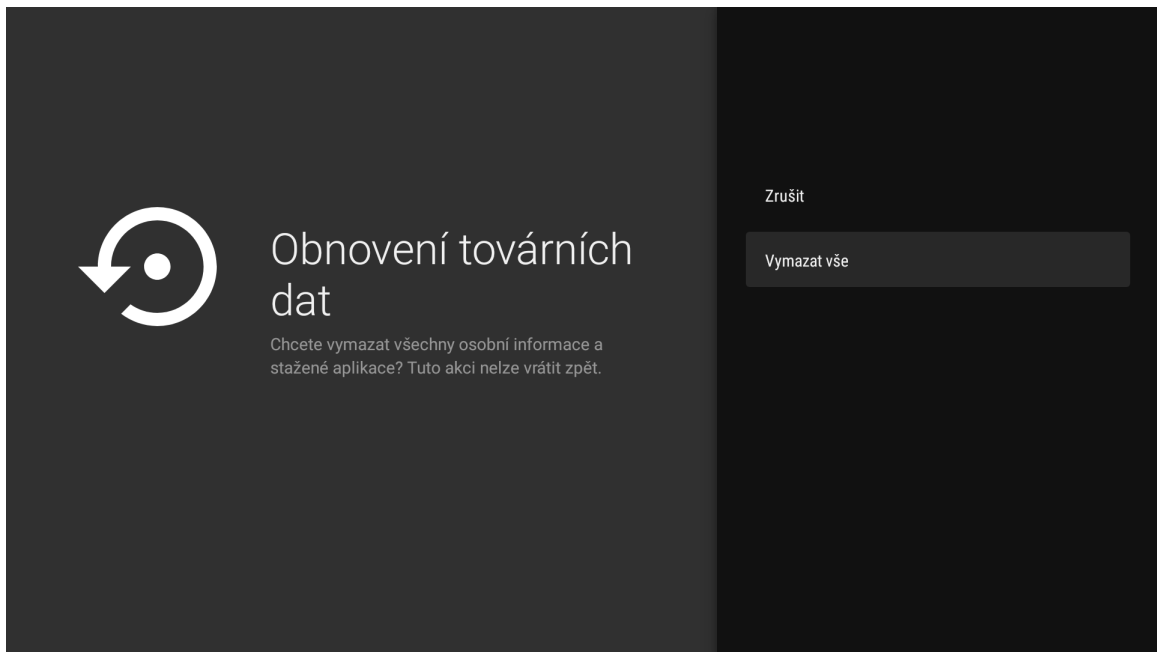 Obnovení továrních
dat
Chcete vymazat všechny osobní informace a
stažené aplikace? Tuto akci nelze vrátit zpět.
Zrušit
Vymazat vše